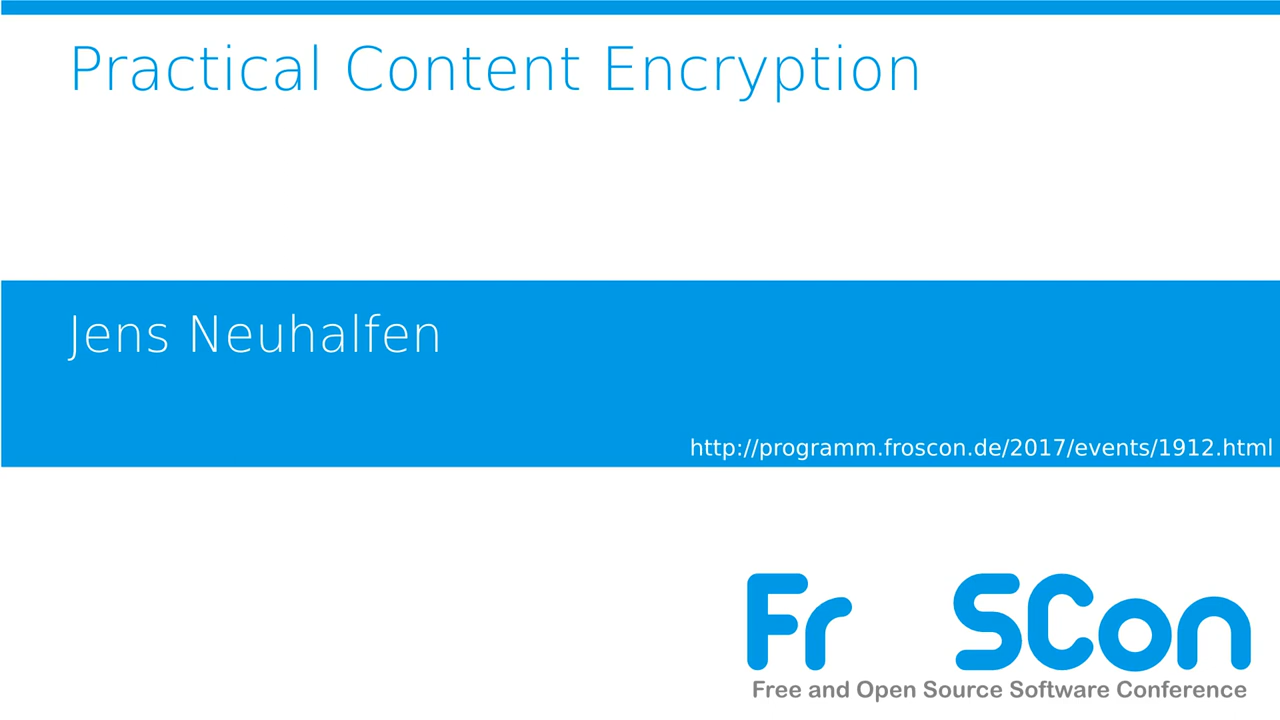 Practical Content Encryption
Jens Neuhalfen
http://programm.froscon.de/2017/events/1912.html
Fr SCon
Free and Open Source Software Conference